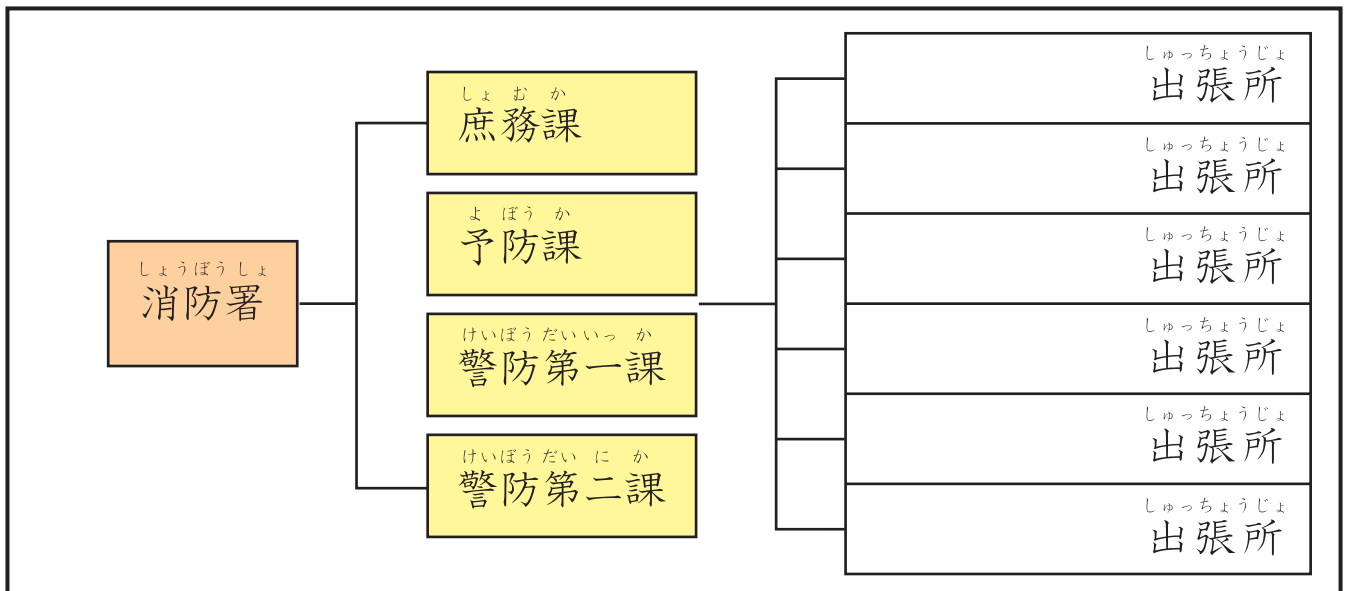 しょうぼうしょ
消防署
しょむか
庶務課
よぼうか
予防課
けいぼうだいいっか
警防第一課
けいぼうだいにか
警防第二課
しゅっちょうじょ
出張所
しゅっちょうじょ
出張所
しゅっちょうじょ
出張所
しゅっちょうじょ
出張所
しゅっちょうじょ
出張所
しゅっちょうじょ
出張所